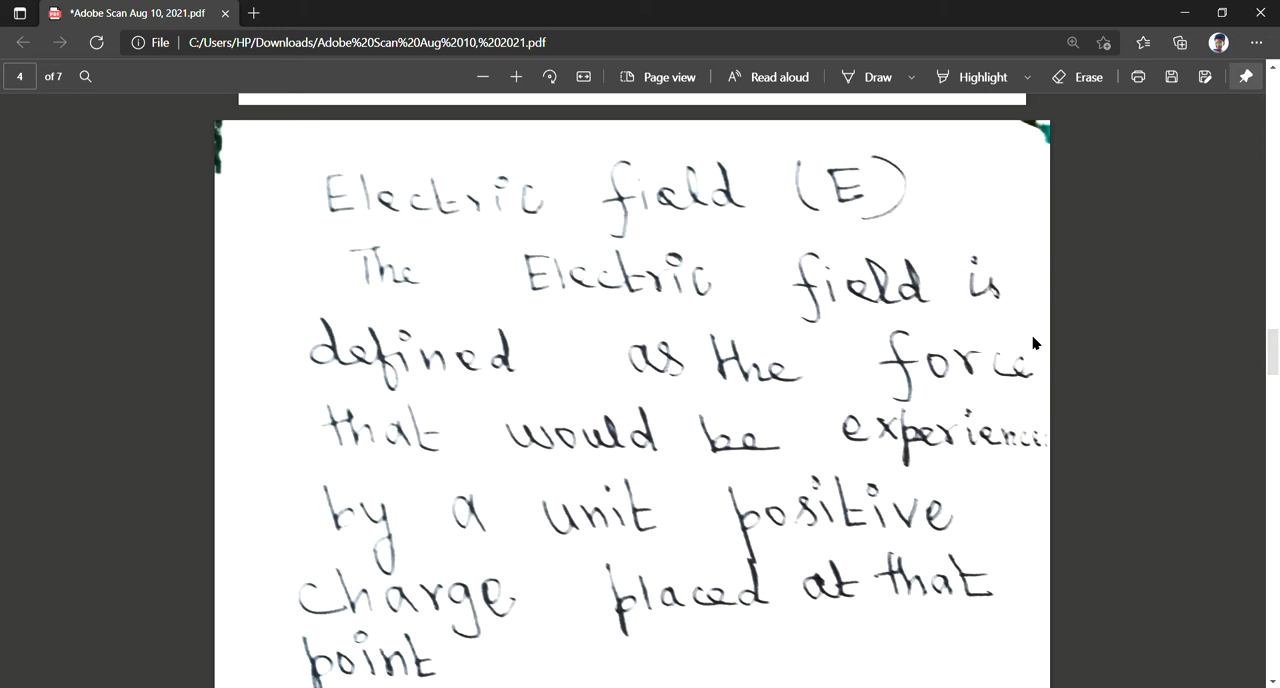 *Adobe Scan Aug 10, 2021.pdf
File | C:/Users/HP/Downloads/Adobe%20Scan%20Aug%2010,%202021.pdf
4 of 7 Page view Read aloud Draw Highlight Erase
Electric field (E)
The Electric field is
defined as the force
that would be experience
by a unit positive
charge placed at that
point